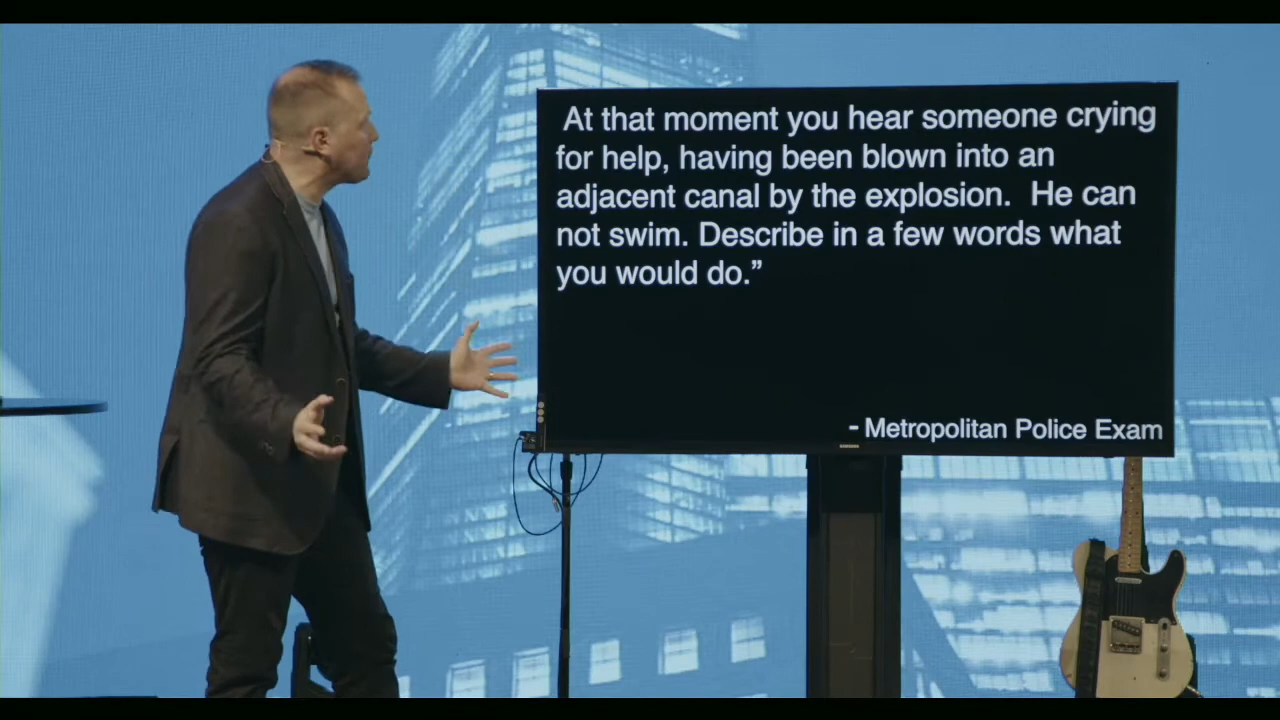 At that moment you hear someone crying
for help, having been blown into an
adjacent canal by the explosion.  He can
not swim. Describe in a few words what
you would do.”
- Metropolitan Police Exam
SAMSUNG